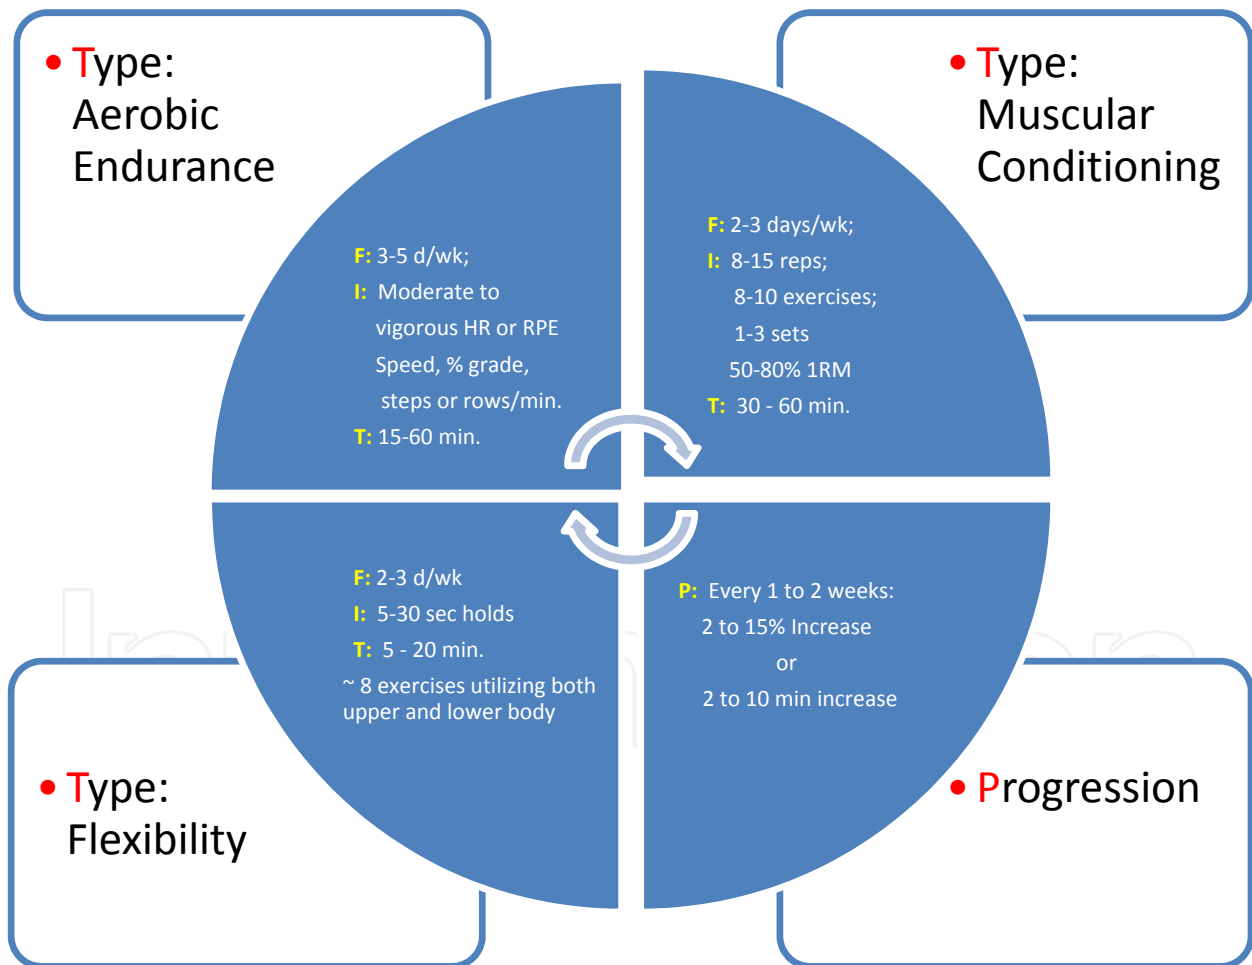 • Type:
Aerobic
Endurance
F: 3-5 d/wk;
I: Moderate to
vigorous HR or RPE
Speed, % grade,
steps or rows/min.
T: 15-60 min.
• Type:
Muscular
Conditioning
F: 2-3 days/wk;
I: 8-15 reps;
8-10 exercises;
1-3 sets
50-80% 1RM
T: 30 - 60 min.
F: 2-3 d/wk
I: 5-30 sec holds
T: 5 - 20 min.
~ 8 exercises utilizing both
upper and lower body
• Type:
Flexibility
P: Every 1 to 2 weeks:
2 to 15% Increase
or
2 to 10 min increase
• Progression